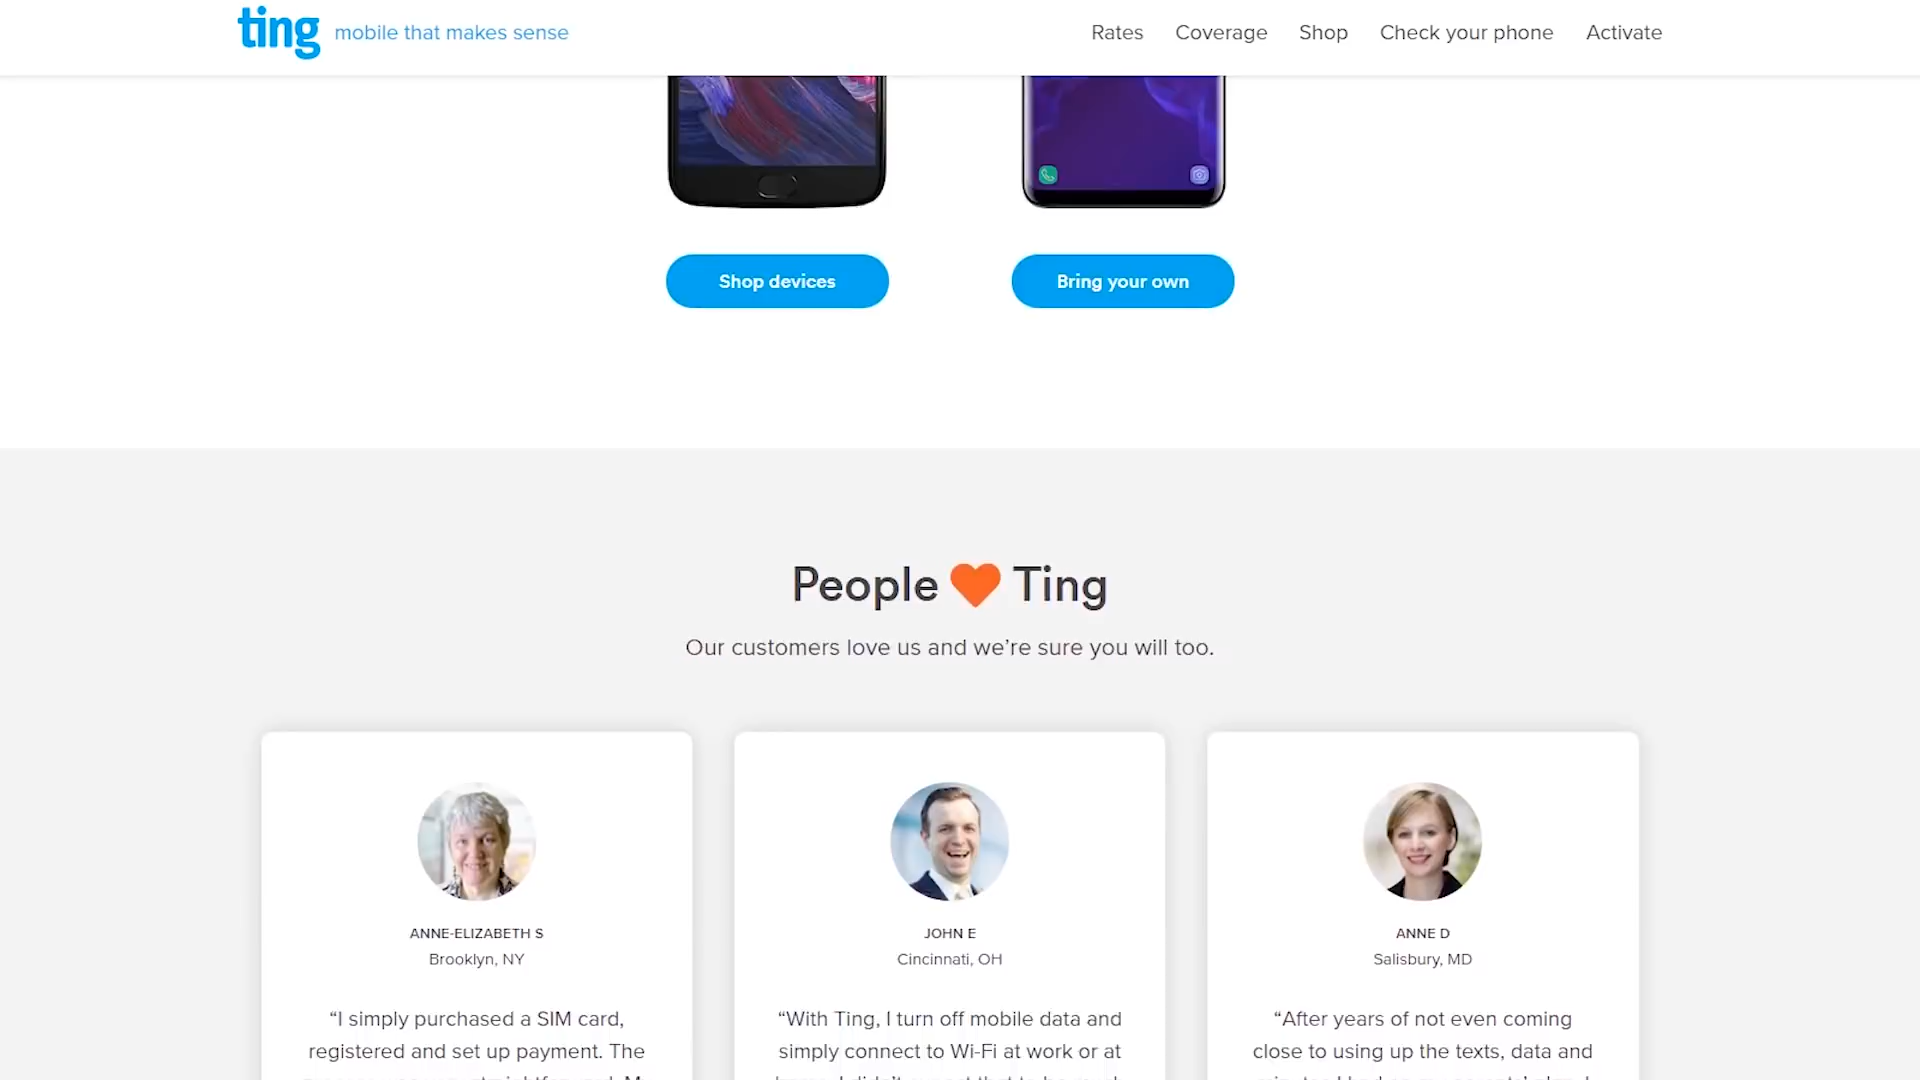 ting mobile that makes sense Rates Coverage Shop Check your phone Activate
Shop devices Bring your own
People Ting
Our customers love us and we’re sure you will too.
ANNE-ELIZABETH S
Brooklyn, NY
“I simply purchased a SIM card,
registered and set up payment. The
JOHN E
Cincinnati, OH
“With Ting, I turn off mobile data and
simply connect to Wi-Fi at work or at
ANNE D
Salisbury, MD
“After years of not even coming
close to using up the texts, data and